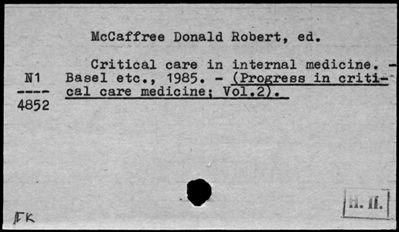 McCaffree Donald Robert, ed.
Critical care in internal medicine. -
N1 Basel etc., 1985. - (Progress in criti-
---- cal care medicine; Vol.2).
4852
H. II.